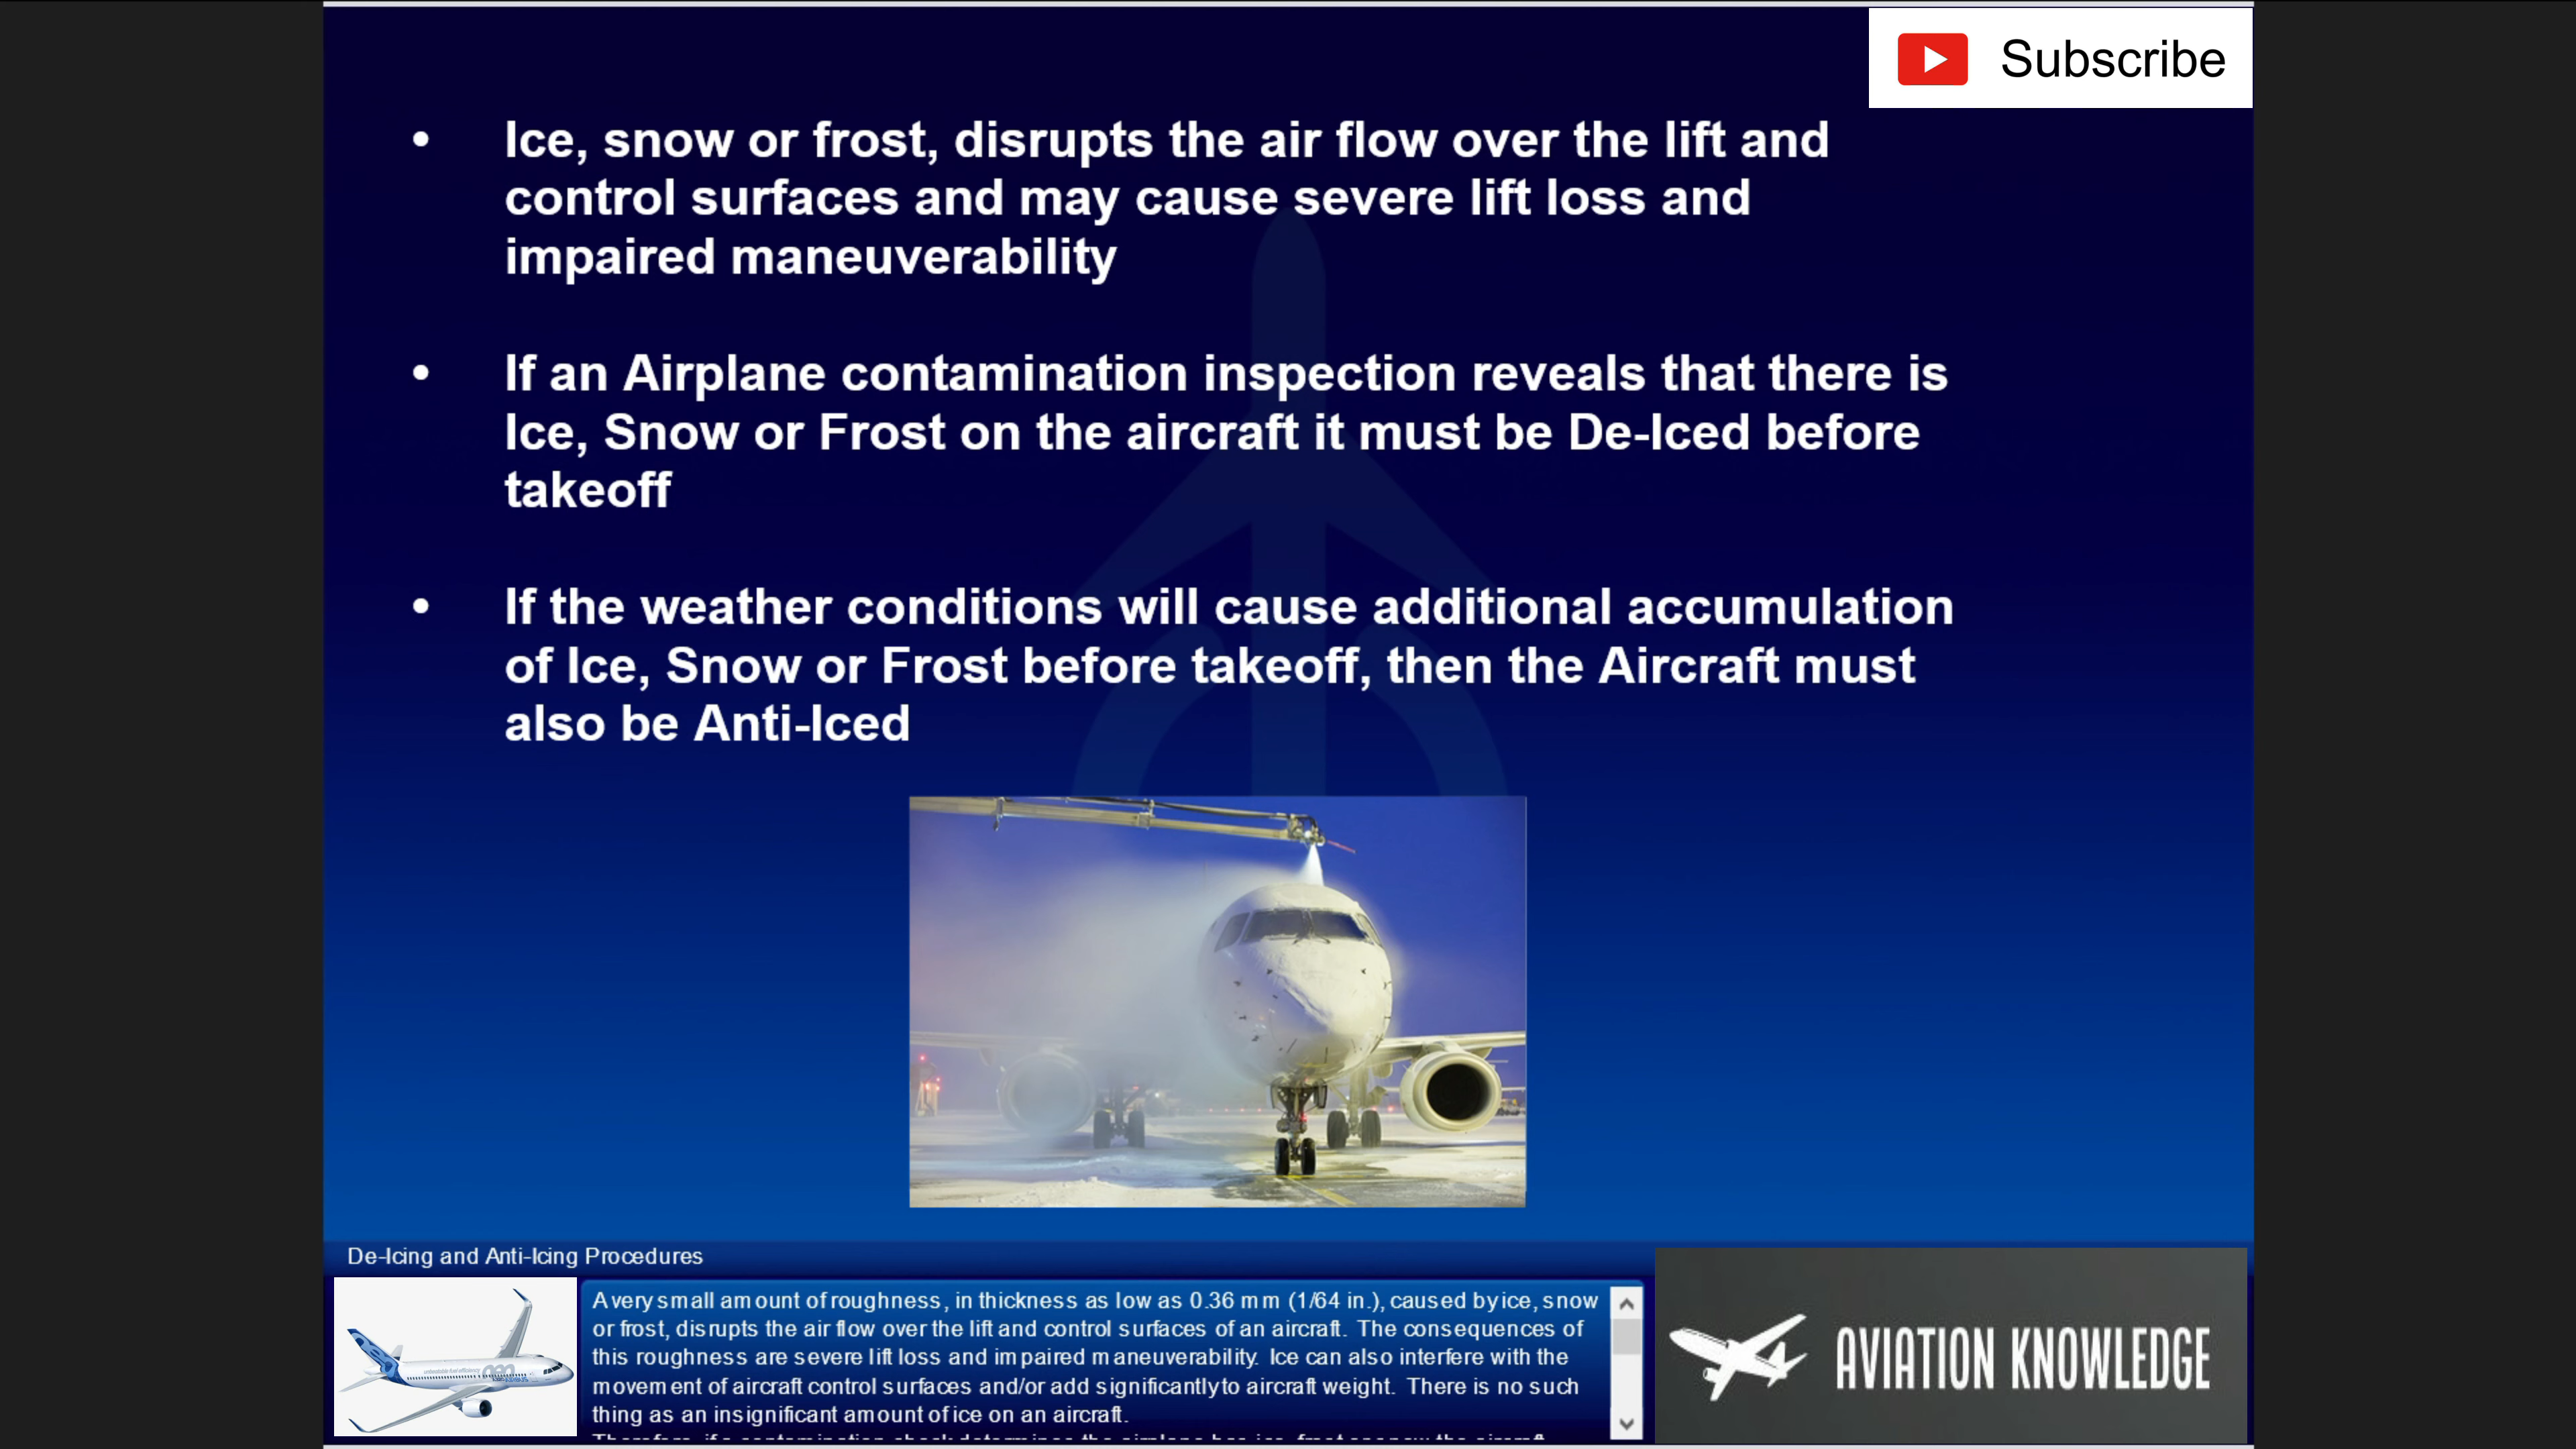 Subscribe
• Ice, snow or frost, disrupts the air flow over the lift and
control surfaces and may cause severe lift loss and
impaired maneuverability
• If an Airplane contamination inspection reveals that there is
Ice, Snow or Frost on the aircraft it must be De-Iced before
takeoff
• If the weather conditions will cause additional accumulation
of Ice, Snow or Frost before takeoff, then the Aircraft must
also be Anti-Iced
De-Icing and Anti-Icing Procedures
A very small amount of roughness, in thickness as low as 0.36 mm (1/64 in.), caused by ice, snow
or frost, disrupts the air flow over the lift and control surfaces of an aircraft. The consequences of
this roughness are severe lift loss and impaired maneuverability. Ice can also interfere with the
movement of aircraft control surfaces and/or add significantly to aircraft weight. There is no such
thing as an insignificant amount of ice on an aircraft.
AVIATION KNOWLEDGE